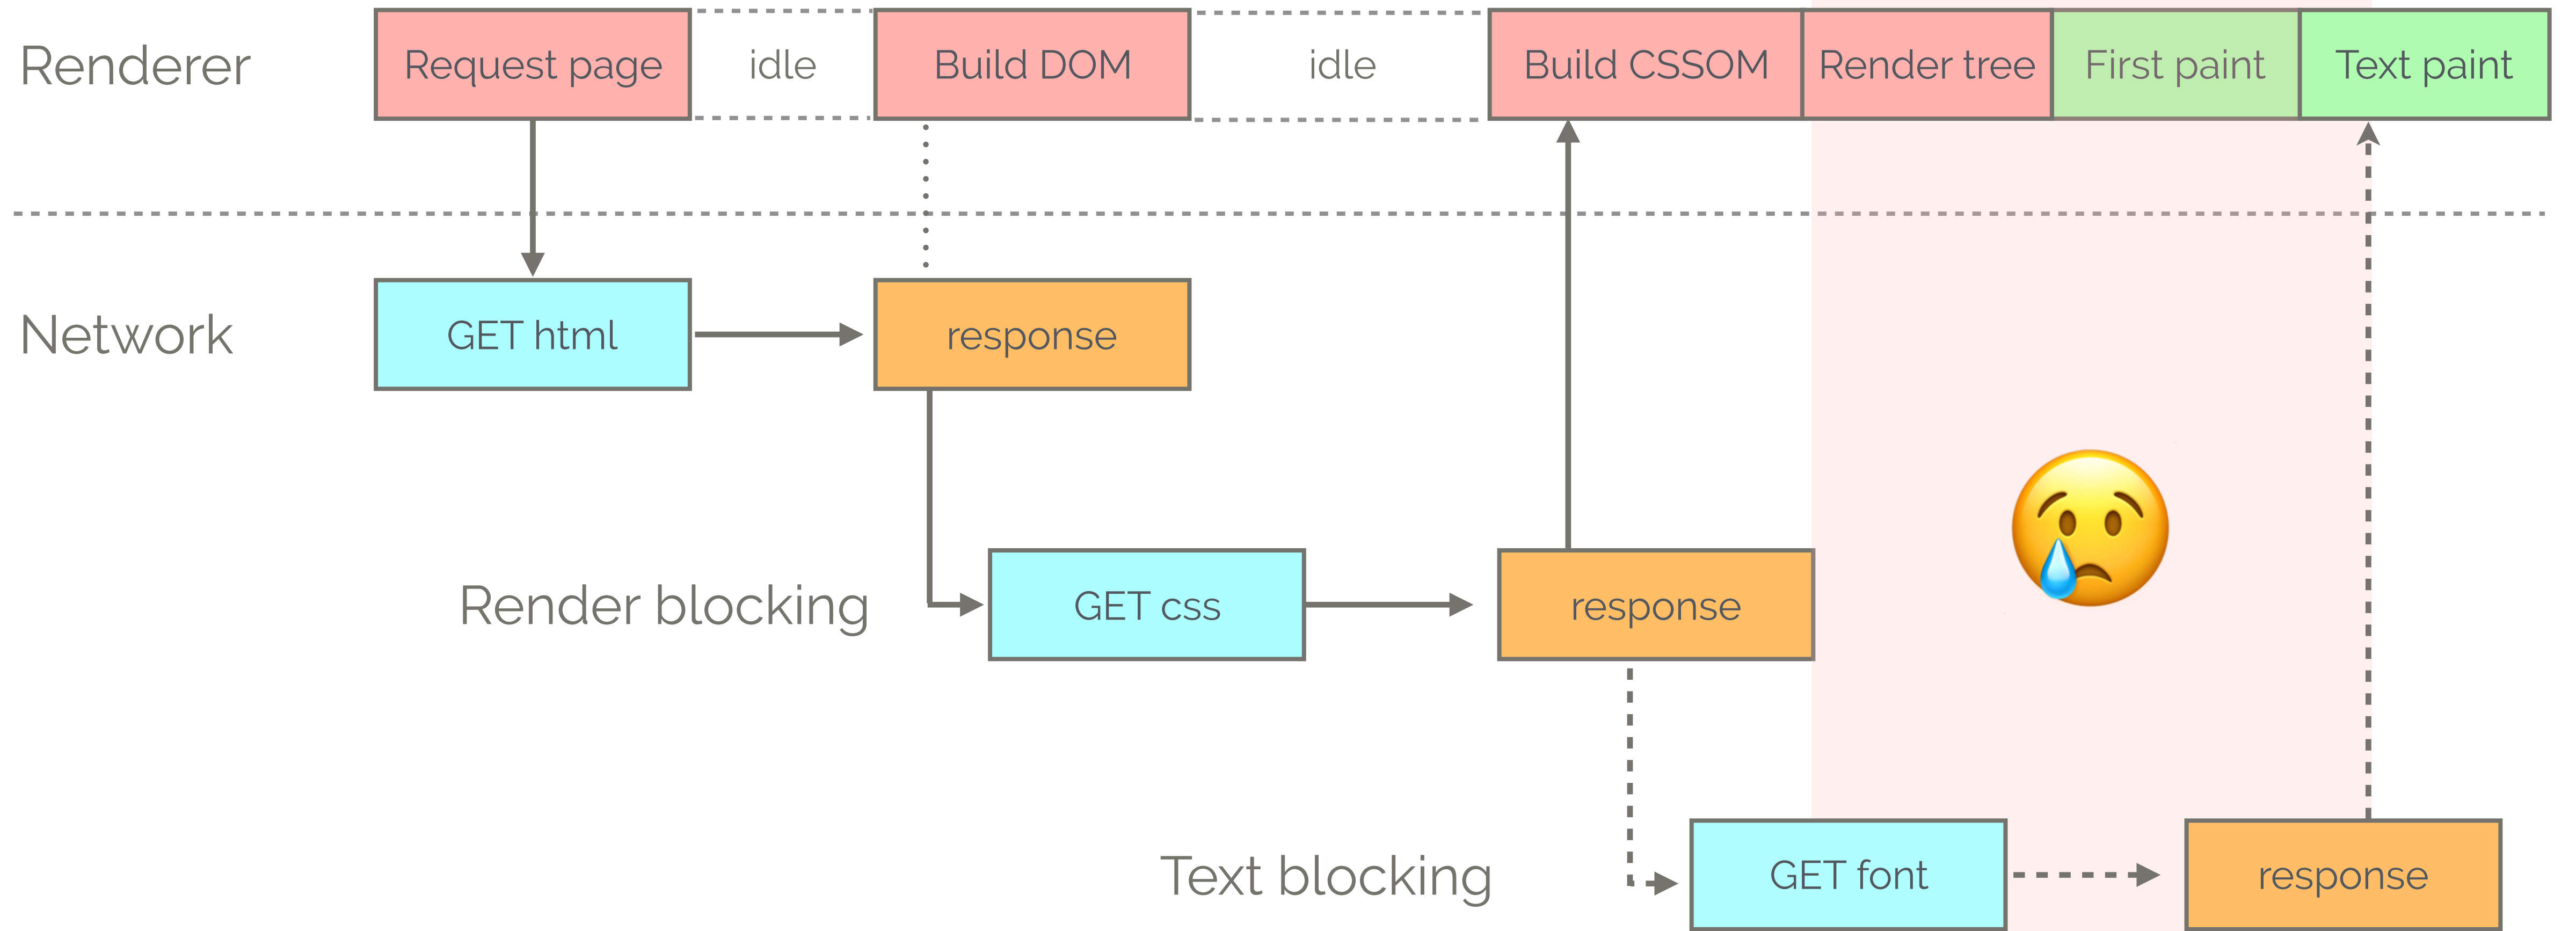 Renderer
Request page
idle
Build DOM
idle
Build CSSOM
Render tree
First paint
Text paint
Network
GET html
response
Render blocking
GET css
response
Text blocking
GET font
response